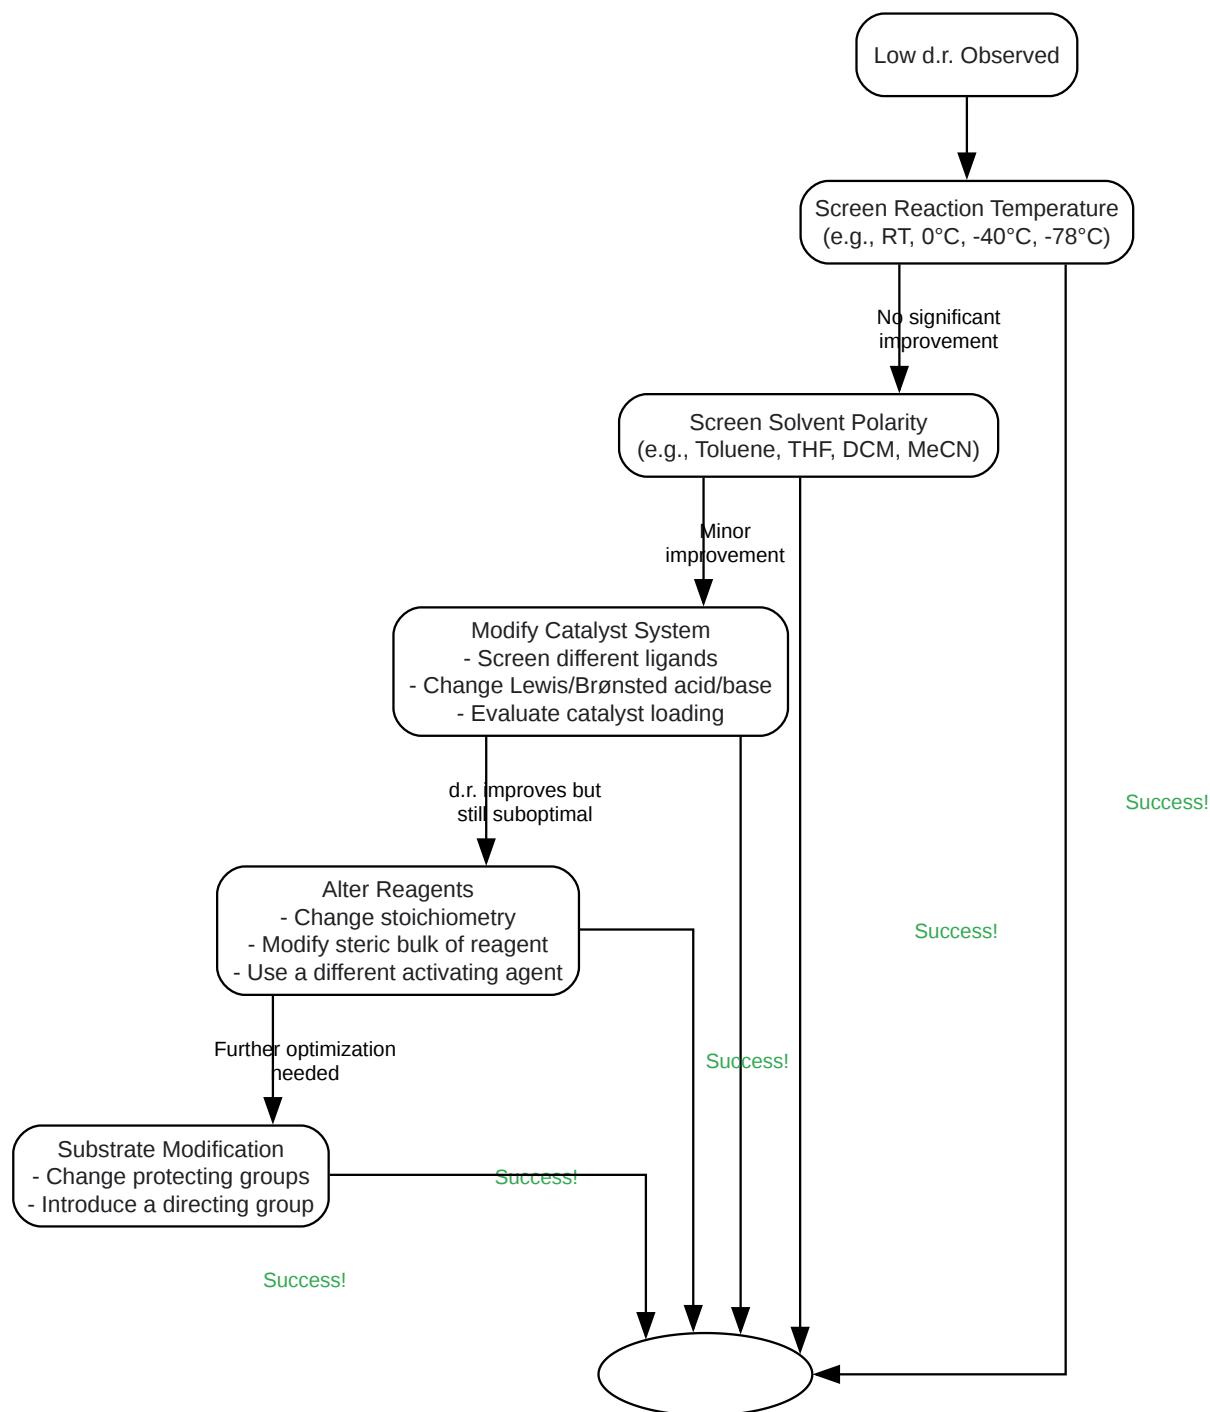 Low d.r. Observed
Screen Reaction Temperature
(e.g., RT, 0°C, -40°C, -78°C)
No significant
improvement
Screen Solvent Polarity
(e.g., Toluene, THF, DCM, MeCN)
Minor
improvement
Modify Catalyst System
- Screen different ligands
- Change Lewis/Brønsted acid/base
- Evaluate catalyst loading
d.r. improves but
still suboptimal
Success!
Alter Reagents
- Change stoichiometry
- Modify steric bulk of reagent
- Use a different activating agent
Success!
Further optimization
needed
Success!
Substrate Modification
- Change protecting groups
- Introduce a directing group
Success!
Success!